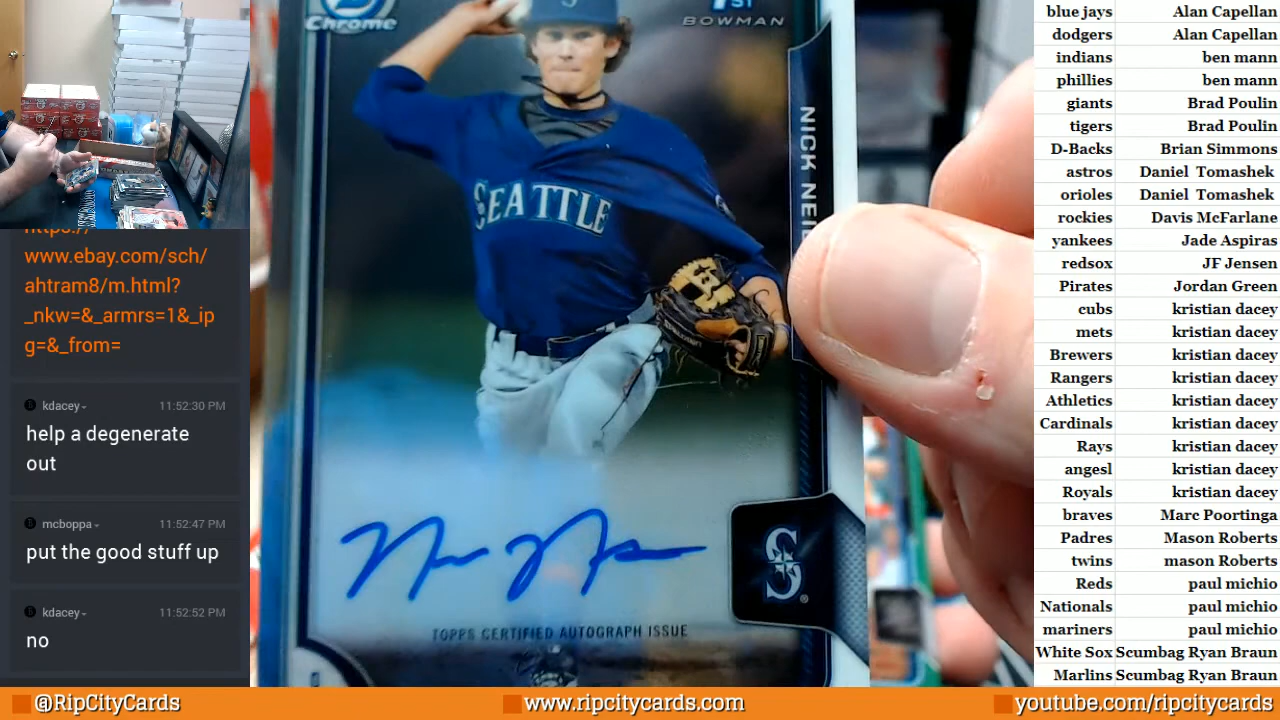 https://
www.ebay.com/sch/
ahtram8/m.html?
_nkw=&_armrs=1&_ip
g=&_from=
kdacey 11:52:30 PM
help a degenerate
out
mcboppa 11:52:47 PM
put the good stuff up
kdacey 11:52:52 PM
no
Chrome
1ST
BOWMAN
NICK
SEATTLE
S
TOPPS CERTIFIED AUTOGRAPH ISSUE
blue jays Alan Capellan
dodgers Alan Capellan
indians ben mann
phillies ben mann
giants Brad Poulin
tigers Brad Poulin
D-Backs Brian Simmons
astros Daniel Tomashek
orioles Daniel Tomashek
rockies Davis McFarlane
yankees Jade Aspiras
redsox JF Jensen
Pirates Jordan Green
cubs kristian dacey
mets kristian dacey
Brewers kristian dacey
Rangers kristian dacey
Athletics kristian dacey
Cardinals kristian dacey
Rays kristian dacey
angesl kristian dacey
Royals kristian dacey
braves Marc Poortinga
Padres Mason Roberts
twins mason Roberts
Reds paul michio
Nationals paul michio
mariners paul michio
White Sox Scumbag Ryan Braun
Marlins Scumbag Ryan Braun
@RipCityCards
www.ripcitycards.com
youtube.com/ripcitycards